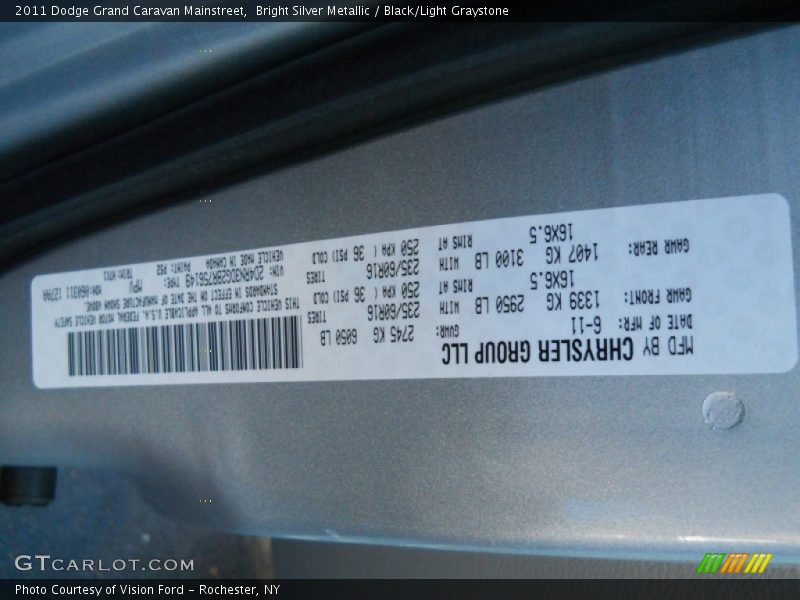 2011 Dodge Grand Caravan Mainstreet, Bright Silver Metallic / Black/Light Graystone
MFD BY CHRYSLER GROUP LLC
DATE OF MFR: 6-11 GVWR: 2745 KG 6050 LB
GAWR FRONT: 1339 KG 2950 LB WITH 235/60R16 TIRES
16X6.5 RIMS AT 250 KPA ( 36 PSI) COLD
GAWR REAR: 1407 KG 3100 LB WITH 235/60R16 TIRES
16X6.5 RIMS AT 250 KPA ( 36 PSI) COLD
THIS VEHICLE CONFORMS TO ALL APPLICABLE U.S.A. FEDERAL MOTOR VEHICLE SAFETY
STANDARDS IN EFFECT ON THE DATE OF MANUFACTURE SHOWN ABOVE.
VIN: 2D4RN3DG2BR756149 TYPE: MPV
VEHICLE MADE IN CANADA PAINT: PS2
GTCARLOT.COM
Photo Courtesy of Vision Ford - Rochester, NY